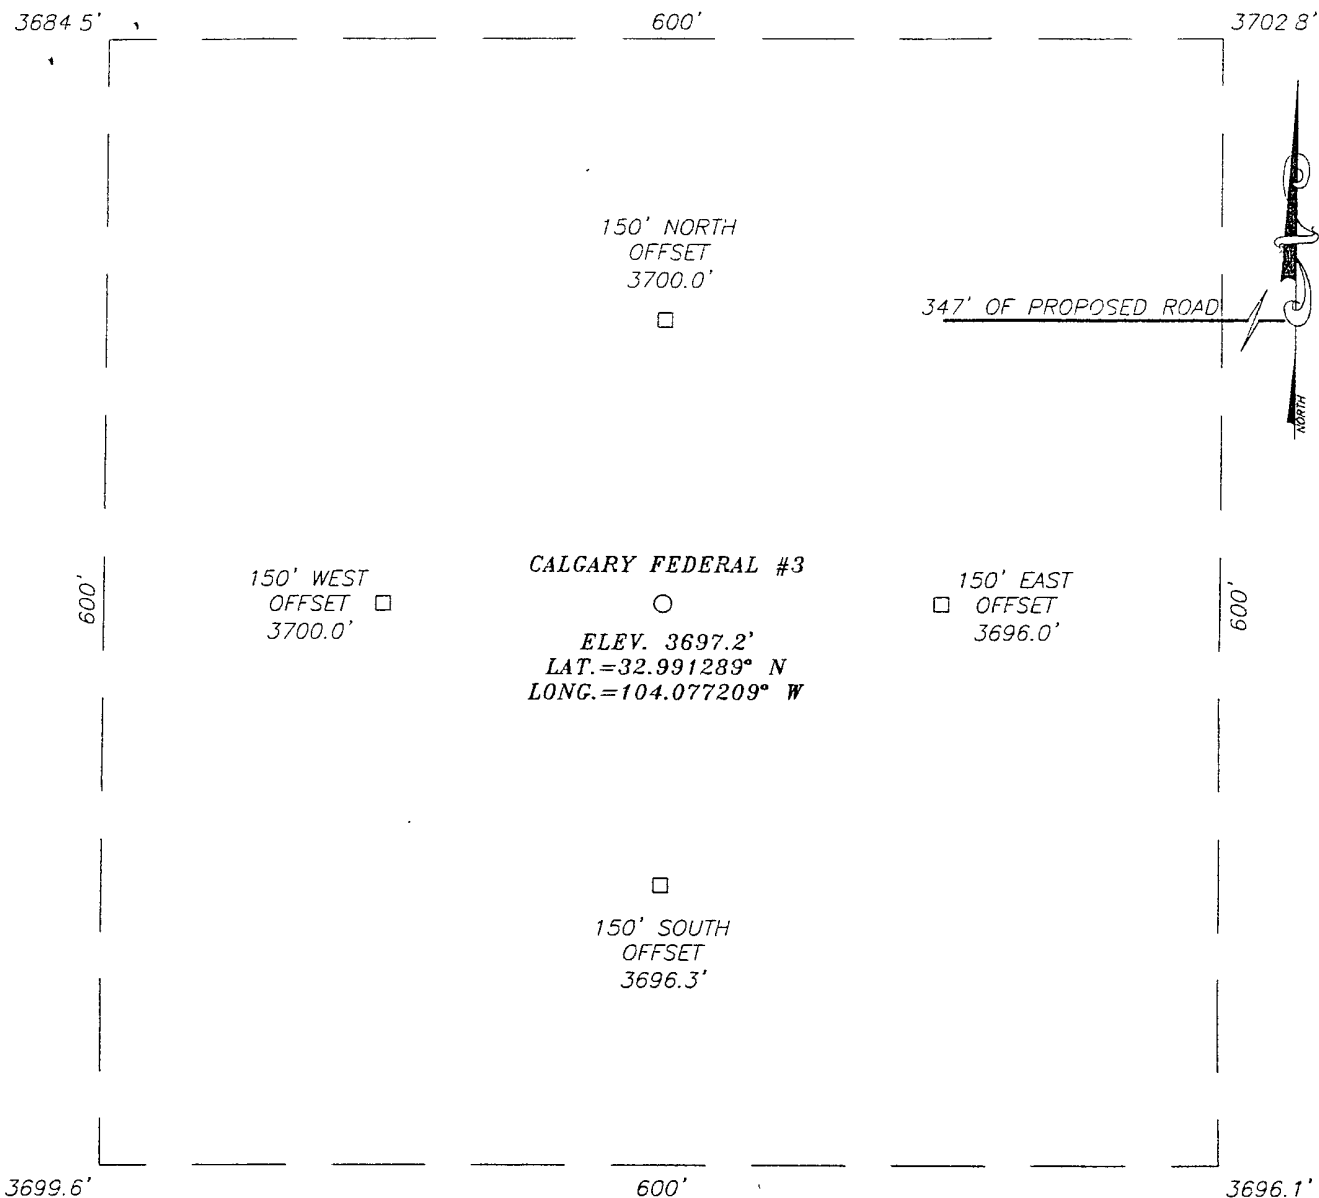 3684 5'
600'
3702 8'
150' NORTH
OFFSET
3700.0'
347' OF PROPOSED ROAD
NORTH
600'
150' WEST
OFFSET
3700.0'
CALGARY FEDERAL #3
ELEV. 3697.2'
LAT.=32.991289° N
LONG.=104.077209° W
150' EAST
OFFSET
3696.0'
600'
150' SOUTH
OFFSET
3696.3'
3699.6'
600'
3696.1'